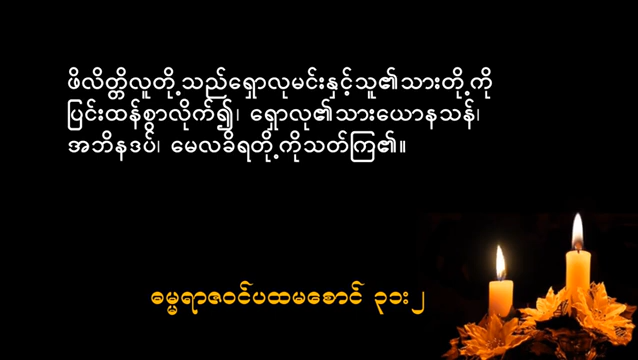 ဖိလိတ္တိလူတို့သည်ရှောလုမင်းနှင့်သူ၏သားတို့ကို
ပြင်းထန်စွာလိုက်၍၊ ရှောလု၏သားယောနသန်၊
အဘိနဒပ်၊ မေလခိရတို့ကိုသတ်ကြ၏။
ဓမ္မရာဇဝင်ပထမစောင် ၃၁း၂